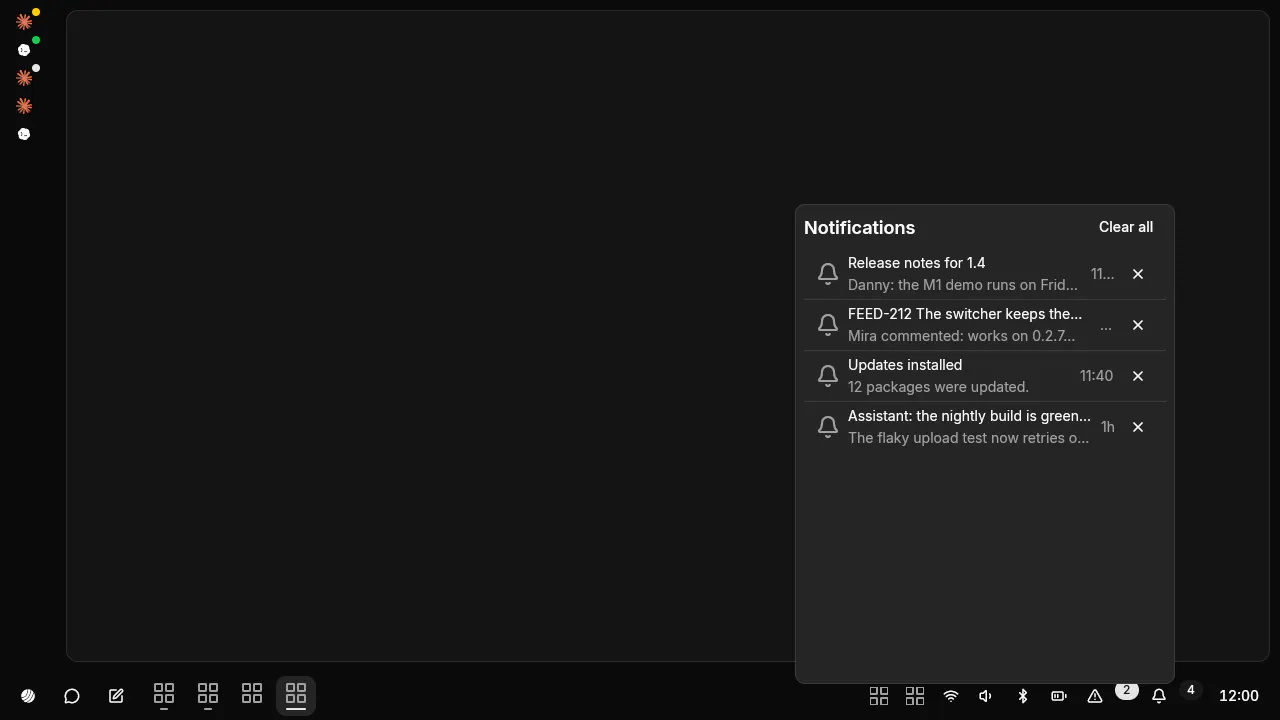 Notifications
Clear all
Release notes for 1.4
Danny: the M1 demo runs on Frid...
11...
FEED-212 The switcher keeps the...
Mira commented: works on 0.2.7...
...
Updates installed
12 packages were updated.
11:40
Assistant: the nightly build is green...
The flaky upload test now retries o...
1h
2
4
12:00